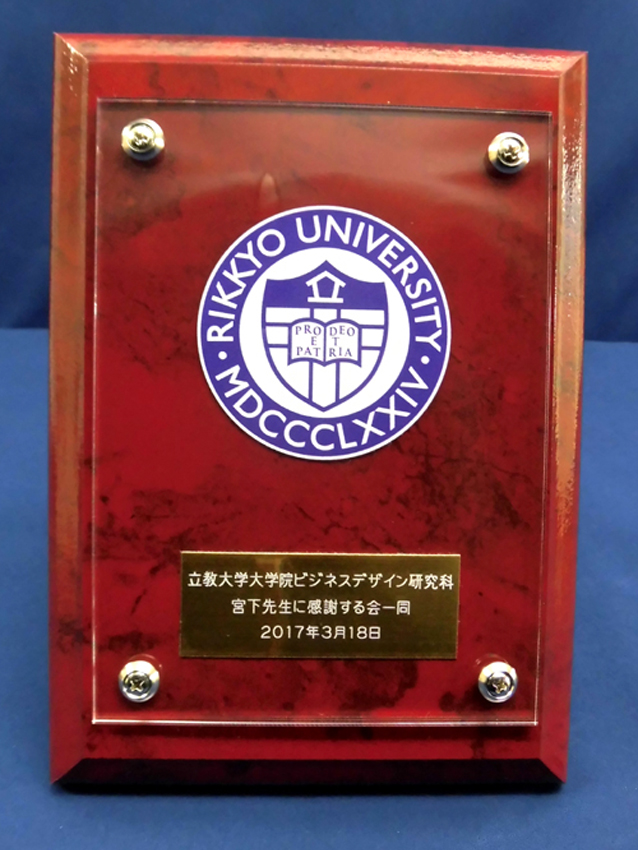 RIKKYO UNIVERSITY
PRO DEO
E T
PAT RIA
• MDCCCLXXIV •
立教大学大学院ビジネスデザイン研究科
宮下先生に感謝する会一同
2017年3月18日